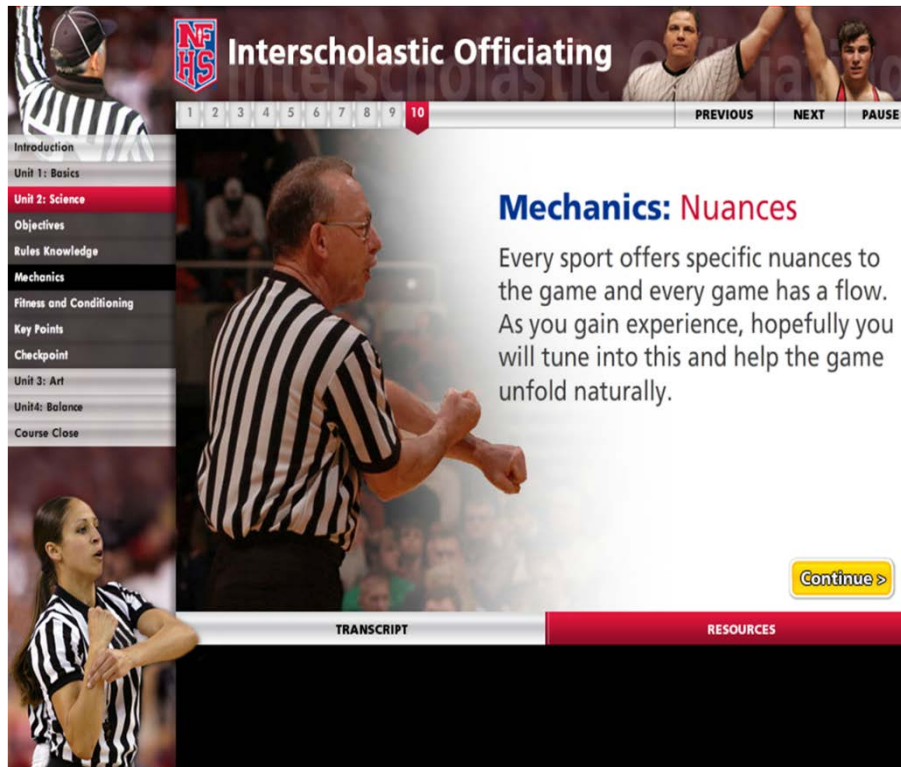 NF
HS
Interscholastic Officiating
1 2 3 4 5 6 7 8 9 10
PREVIOUS NEXT PAUSE
Introduction
Unit 1: Basics
Unit 2: Science
Objectives
Rules Knowledge
Mechanics
Fitness and Conditioning
Key Points
Checkpoint
Unit 3: Art
Unit4: Balance
Course Close
Mechanics: Nuances
Every sport offers specific nuances to
the game and every game has a flow.
As you gain experience, hopefully you
will tune into this and help the game
unfold naturally.
Continue >
TRANSCRIPT
RESOURCES